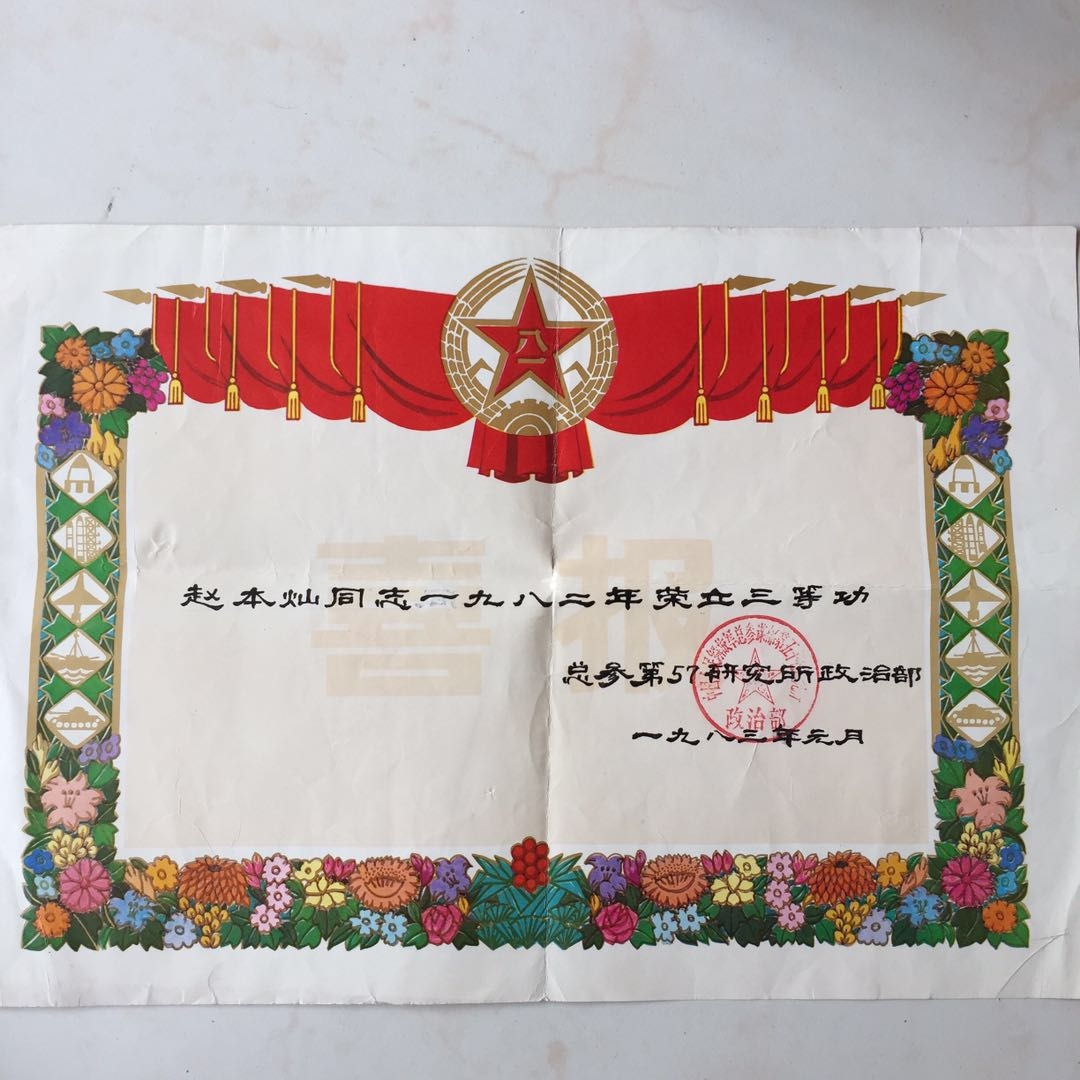 八一
喜报
赵本灿同志一九八二年荣立三等功
总参第57研究所政治部
政治部
一九八三年元月